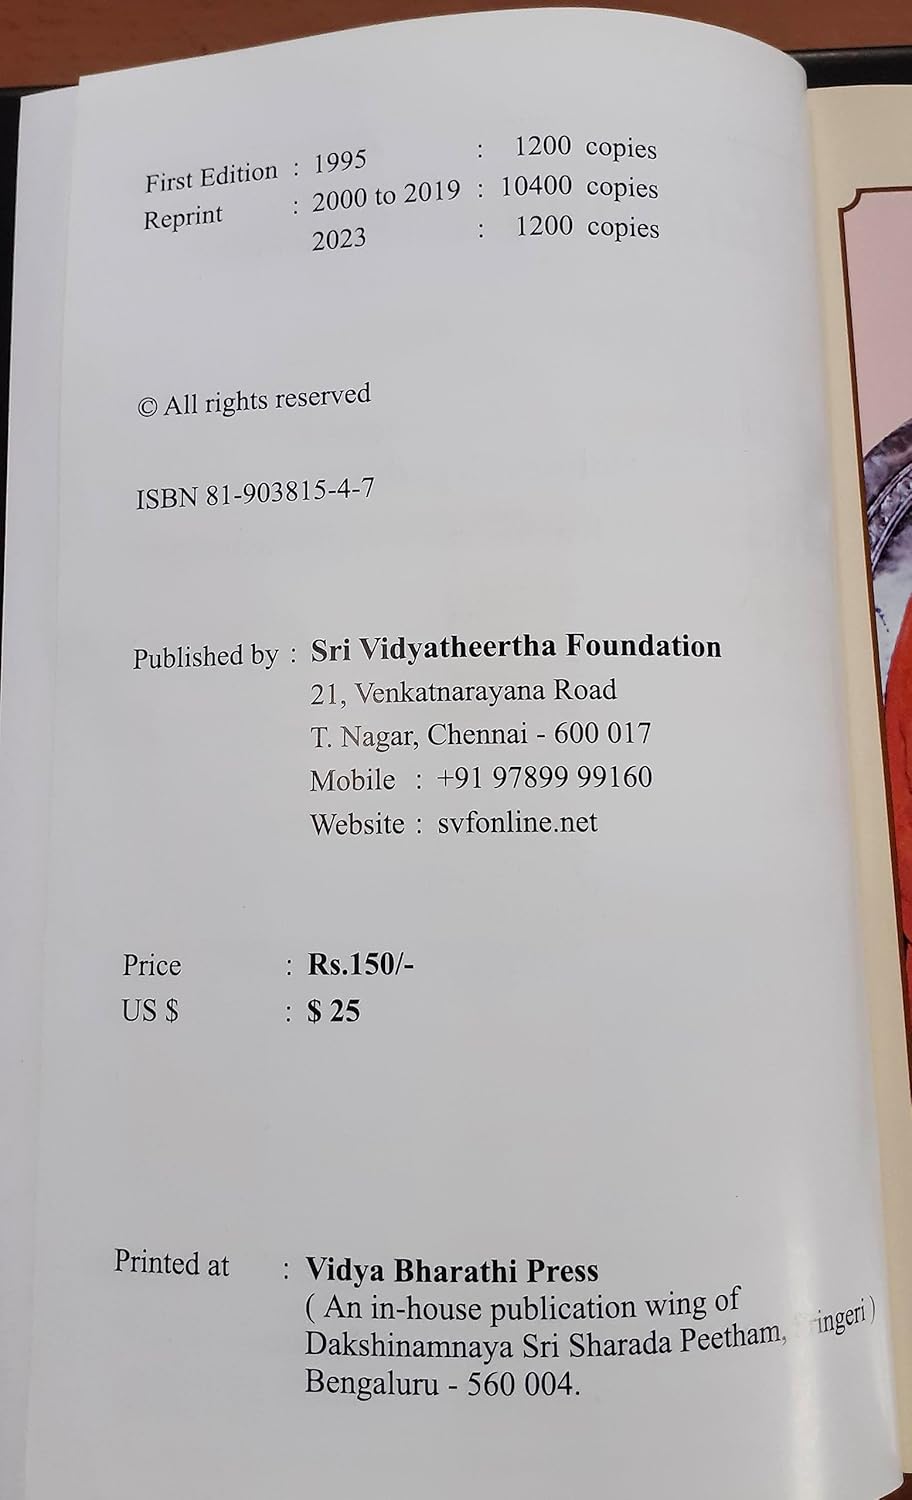 First Edition : 1995 : 1200 copies
Reprint : 2000 to 2019 : 10400 copies
2023 : 1200 copies
© All rights reserved
ISBN 81-903815-4-7
Published by : Sri Vidyatheertha Foundation
21, Venkatnarayana Road
T. Nagar, Chennai - 600 017
Mobile : +91 97899 99160
Website : svfonline.net
Price : Rs.150/-
US $ : $ 25
Printed at : Vidya Bharathi Press
( An in-house publication wing of
Dakshinamnaya Sri Sharada Peetham, )
Bengaluru - 560 004.